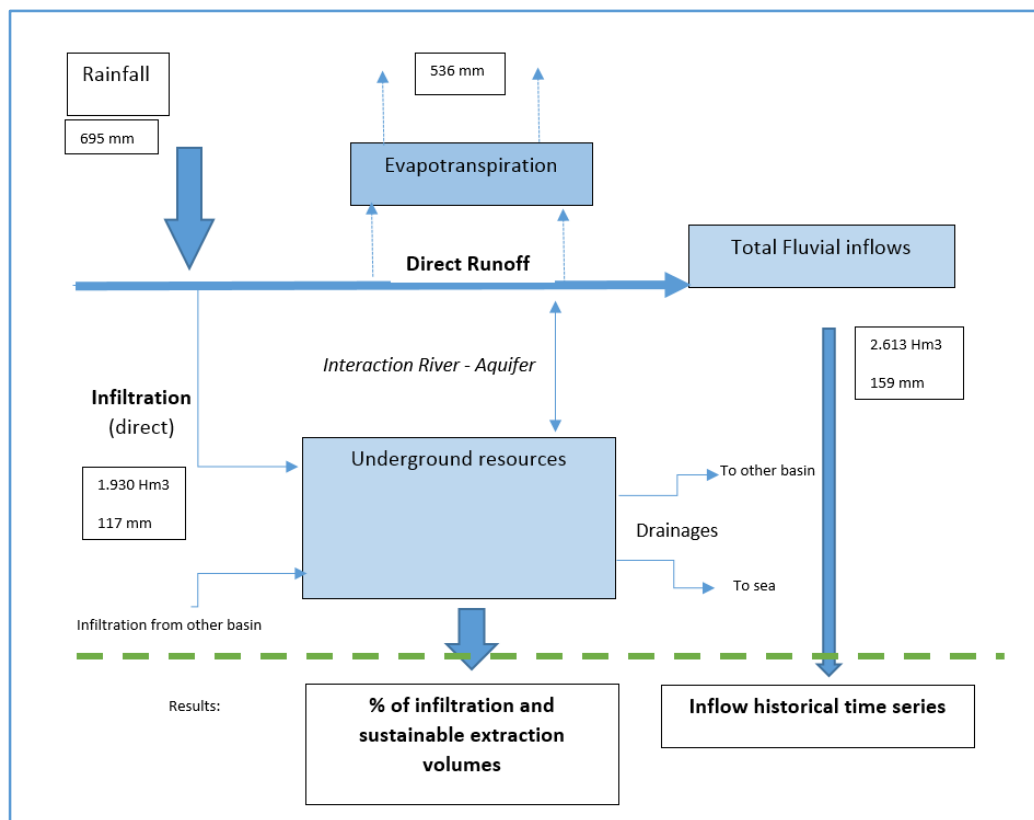 Rainfall
695 mm
536 mm
Evapotranspiration
Direct Runoff
Total Fluvial inflows
2.613 Hm3
159 mm
Interaction River - Aquifer
Infiltration
(direct)
1.930 Hm3
117 mm
Underground resources
To other basin
Drainages
To sea
Infiltration from other basin
Results:
% of infiltration and
sustainable extraction
volumes
Inflow historical time series